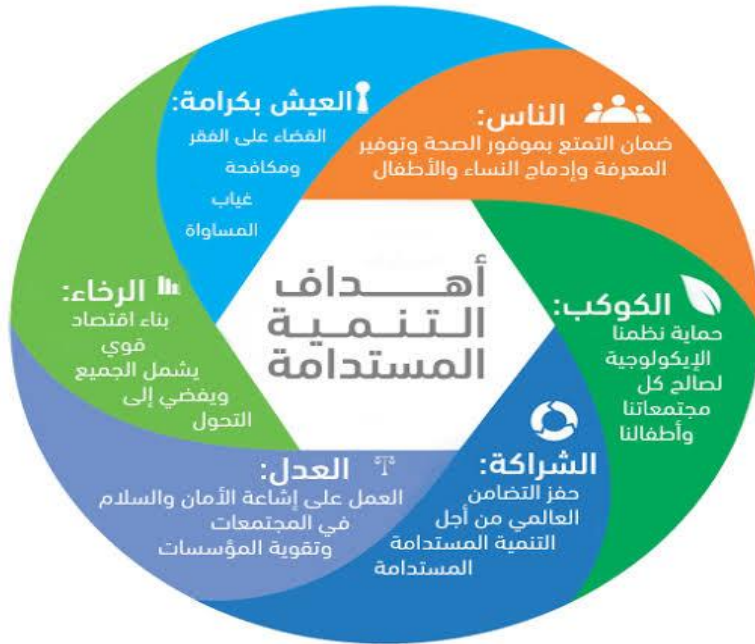 العيش بكرامة:
القضاء على الفقر
ومكافحة
غياب
المساواة
الناس:
ضمان التمتع بموفور الصحة وتوفير
المعرفة وإدماج النساء والأطفال
الكوكب:
حماية نظمنا
الإيكولوجية
لصالح كل
مجتمعاتنا
وأطفالنا
الشراكة:
حفز التضامن
العالمي من أجل
التنمية المستدامة
المستدامة
العدل:
العمل على إشاعة الأمان والسلام
في المجتمعات
وتقوية المؤسسات
الرخاء:
بناء اقتصاد
قوي
يشمل الجميع
ويفضي إلى
التحول
أهـــداف
الـتـنـمـيـة
المستدامة